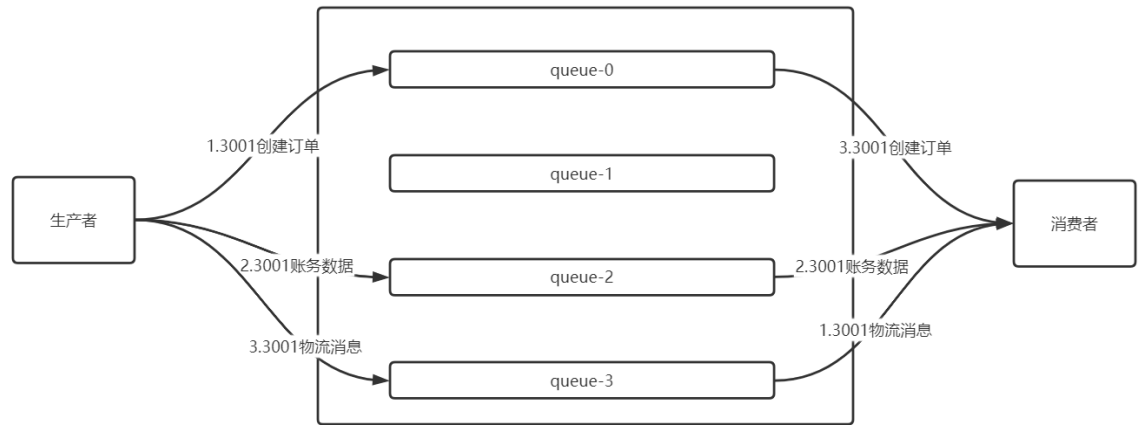 queue-0
1.3001创建订单
3.3001创建订单
queue-1
生产者
消费者
2.3001账务数据
queue-2
2.3001账务数据
3.3001物流消息
1.3001物流消息
queue-3